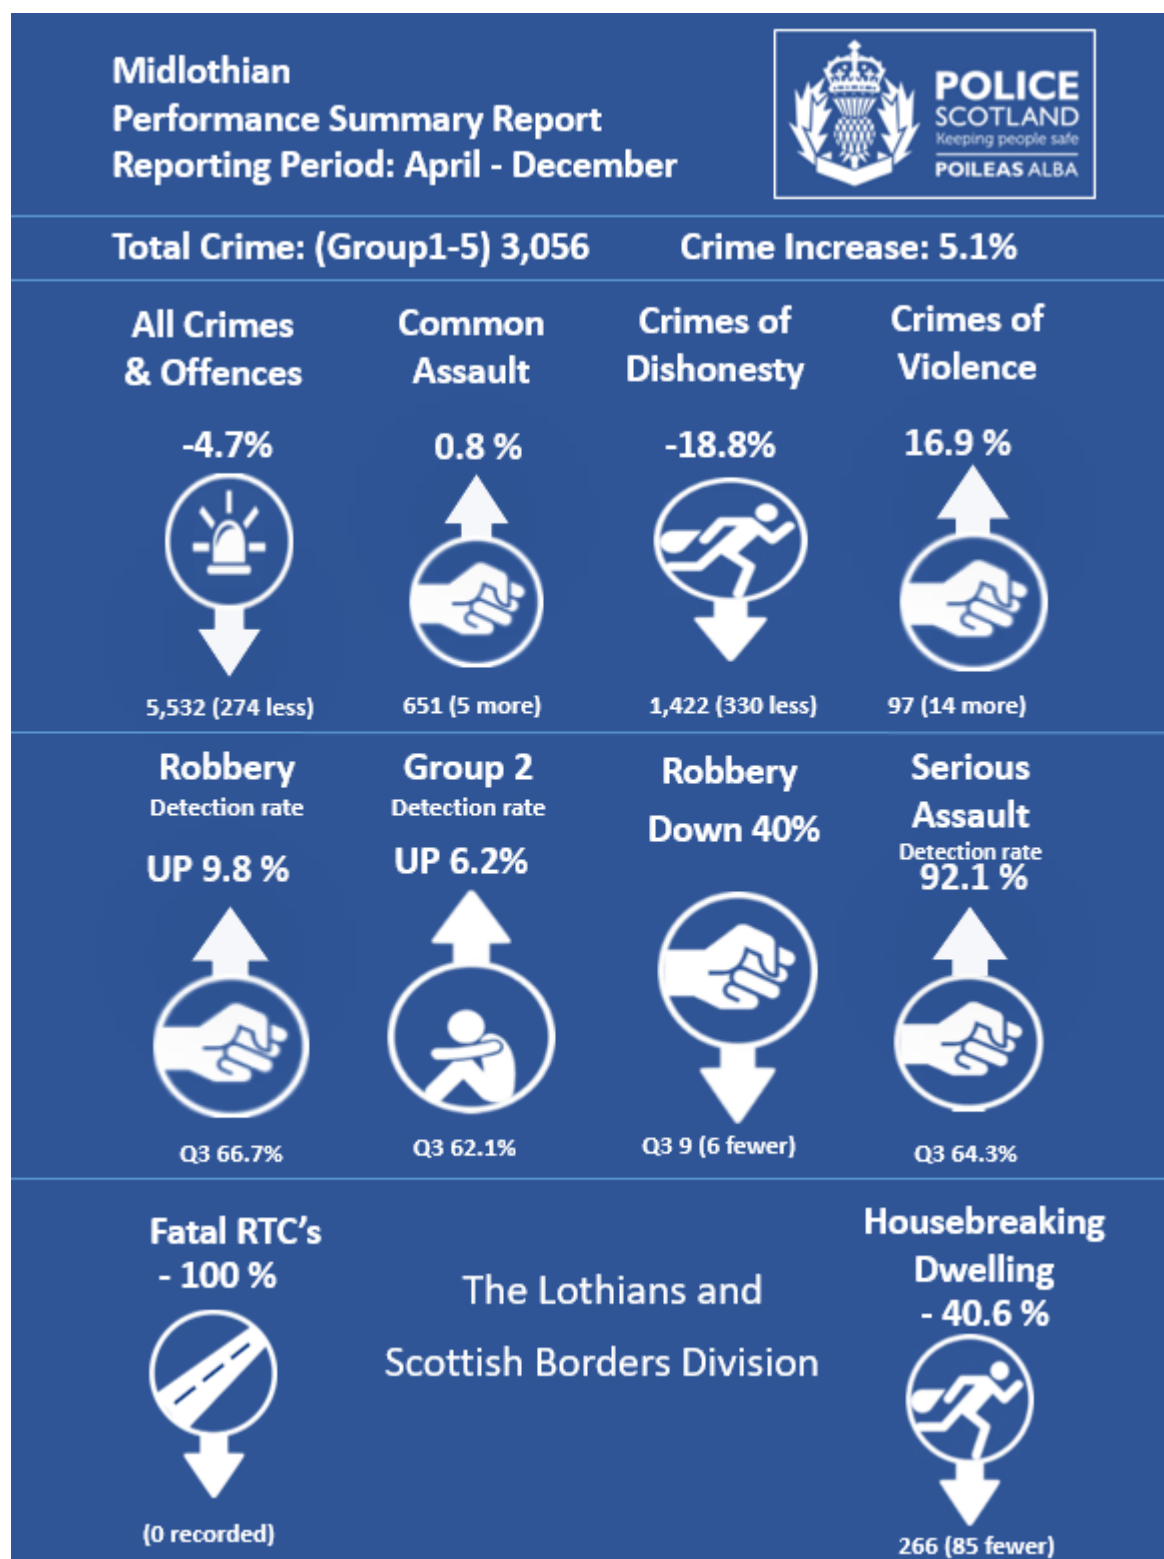 Midlothian
Performance Summary Report
Reporting Period: April - December
POLICE
SCOTLAND
Keeping people safe
POILEAS ALBA
Total Crime: (Group1-5) 3,056
Crime Increase: 5.1%
All Crimes
& Offences
-4.7%
5,532 (274 less)
Common
Assault
0.8 %
651 (5 more)
Crimes of
Dishonesty
-18.8%
1,422 (330 less)
Crimes of
Violence
16.9 %
97 (14 more)
Robbery
Detection rate
UP 9.8 %
Q3 66.7%
Group 2
Detection rate
UP 6.2%
Q3 62.1%
Robbery
Down 40%
Q3 9 (6 fewer)
Serious
Assault
Detection rate
92.1 %
Q3 64.3%
Fatal RTC’s
- 100 %
(0 recorded)
The Lothians and
Scottish Borders Division
Housebreaking
Dwelling
- 40.6 %
266 (85 fewer)